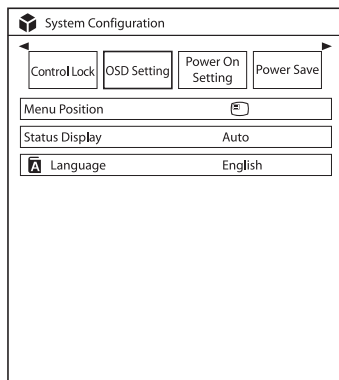 System Configuration
Control Lock
OSD Setting
Power On
Setting
Power Save
Menu Position
Status Display Auto
A Language English